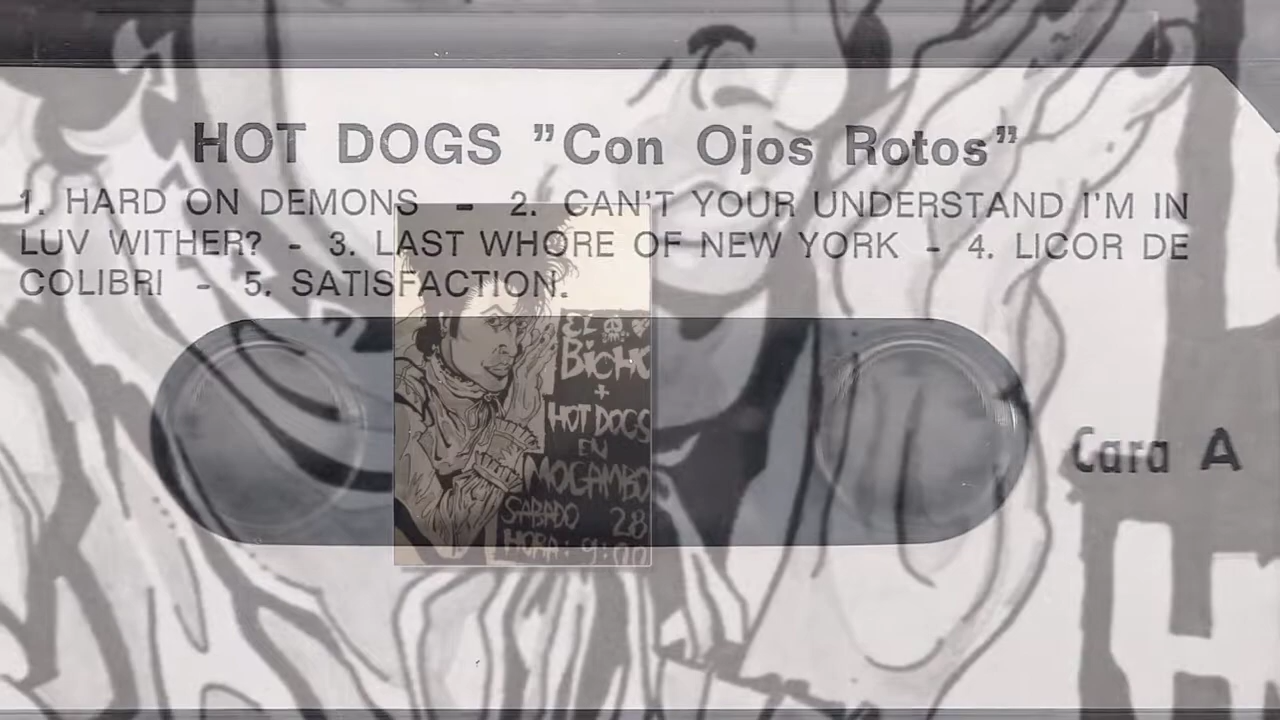 HOT DOGS "Con Ojos Rotos"
1. HARD ON DEMONS - 2. CAN'T YOUR UNDERSTAND I'M IN
LUV WITHER? - 3. LAST WHORE OF NEW YORK - 4. LICOR DE
COLIBRI - 5. SATISFACTION.
EL
BICHO
+
HOT DOGS
EN
MOGAMBO
SABADO 28
HORA: 9:00
Cara A